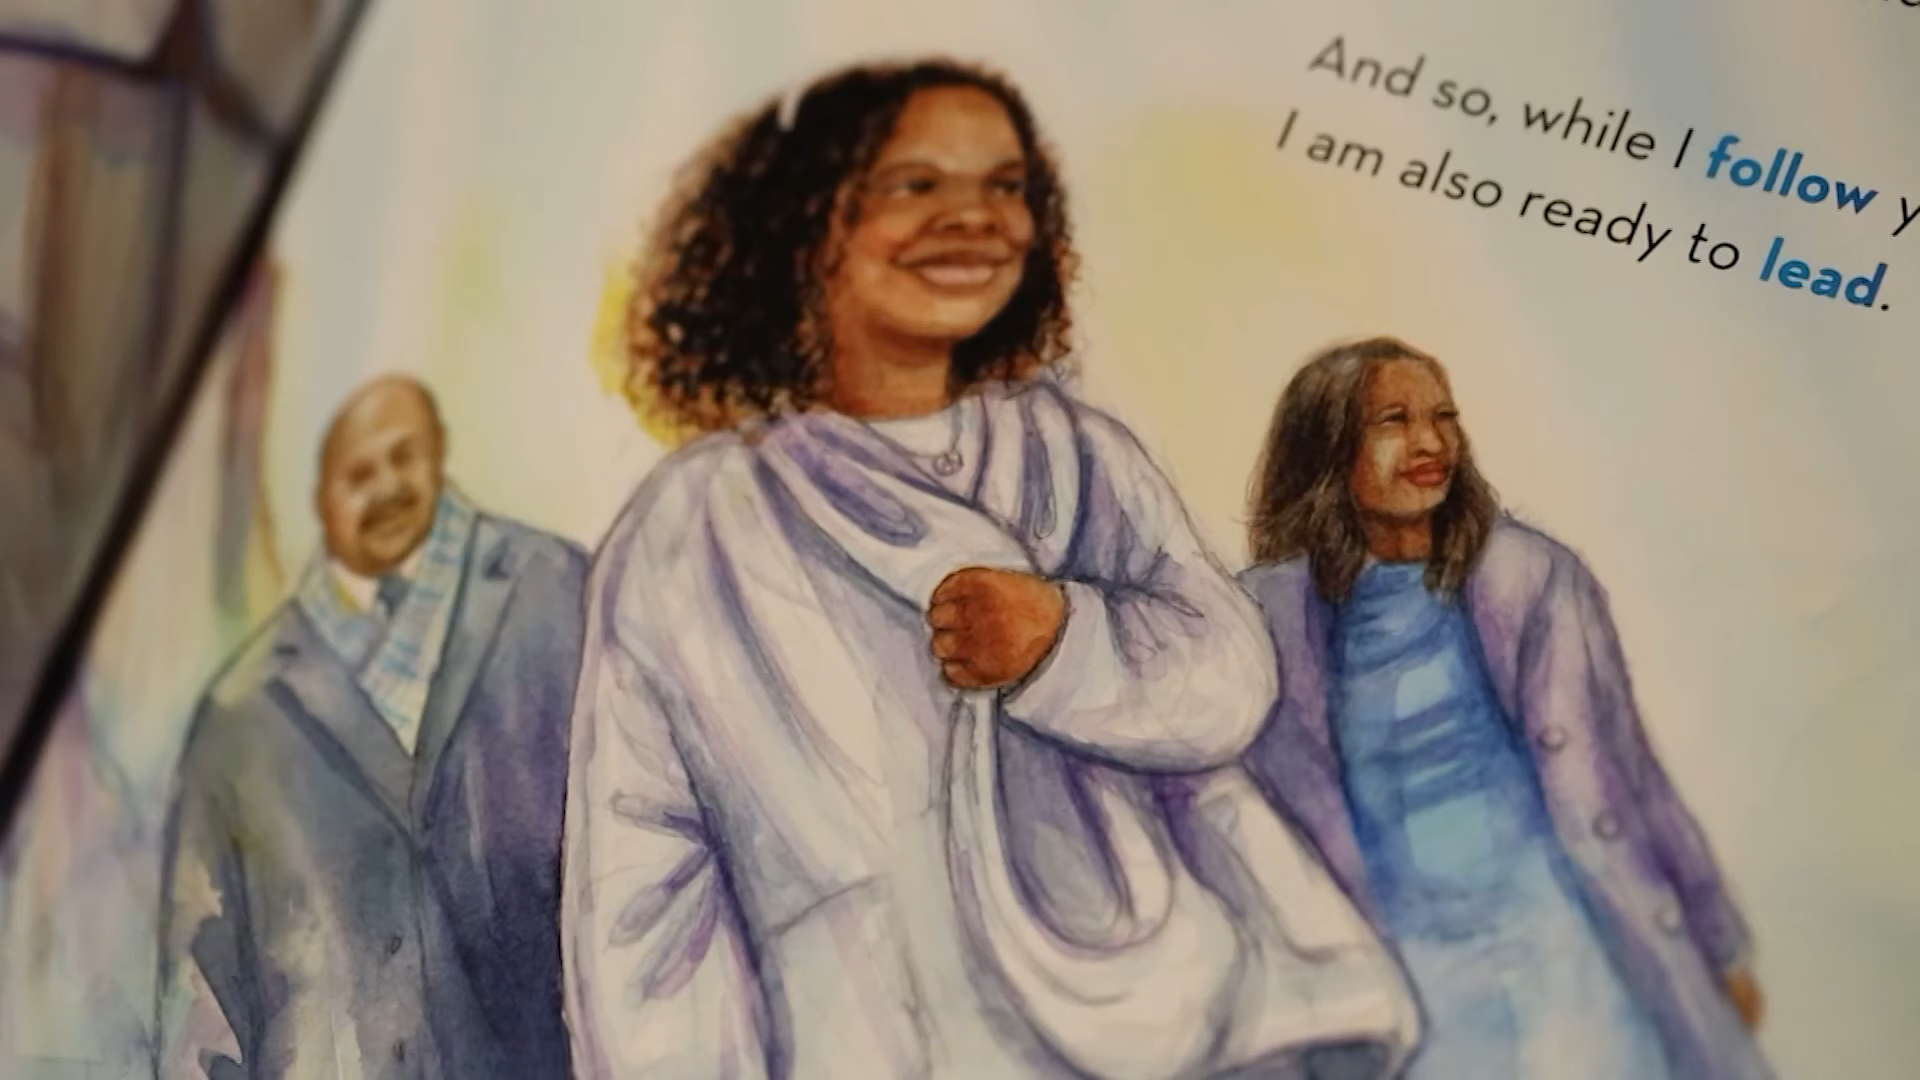 And so, while I follow y
I am also ready to lead.